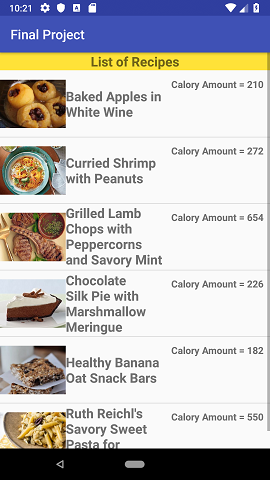 10:21
Final Project
List of Recipes
Baked Apples in
White Wine
Calory Amount = 210
Curried Shrimp
with Peanuts
Calory Amount = 272
Grilled Lamb
Chops with
Peppercorns
and Savory Mint
Calory Amount = 654
Chocolate
Silk Pie with
Marshmallow
Meringue
Calory Amount = 226
Healthy Banana
Oat Snack Bars
Calory Amount = 182
Ruth Reichl's
Savory Sweet
Pasta for
Calory Amount = 550